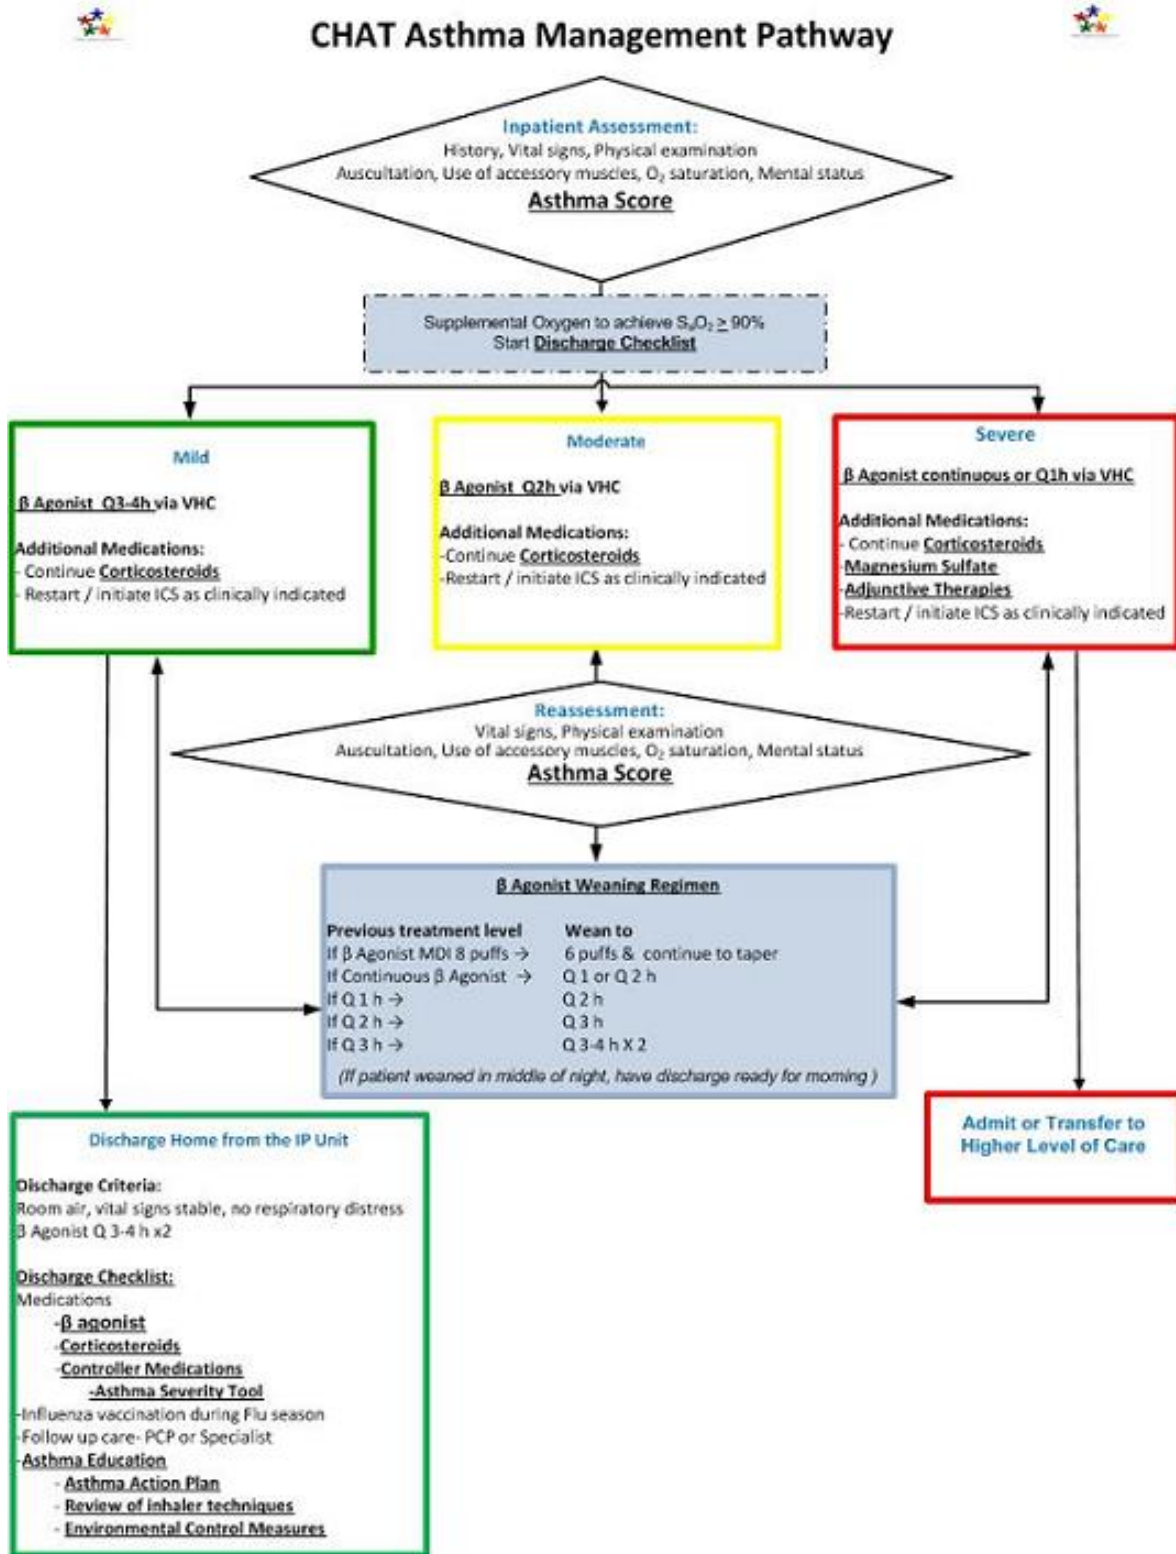 CHAT Asthma Management Pathway
Inpatient Assessment:
History, Vital signs, Physical examination
Auscultation, Use of accessory muscles, O₂ saturation, Mental status
Asthma Score
Supplemental Oxygen to achieve SₐO₂ ≥ 90%
Start Discharge Checklist
Mild
β Agonist Q3-4h via VHC
Additional Medications:
- Continue Corticosteroids
- Restart / initiate ICS as clinically indicated
Moderate
β Agonist Q2h via VHC
Additional Medications:
-Continue Corticosteroids
-Restart / initiate ICS as clinically indicated
Severe
β Agonist continuous or Q1h via VHC
Additional Medications:
- Continue Corticosteroids
-Magnesium Sulfate
-Adjunctive Therapies
-Restart / initiate ICS as clinically indicated
Reassessment:
Vital signs, Physical examination
Auscultation, Use of accessory muscles, O₂ saturation, Mental status
Asthma Score
β Agonist Weaning Regimen
Previous treatment level Wean to
If β Agonist MDI 8 puffs → 6 puffs & continue to taper
If Continuous β Agonist → Q 1 or Q 2 h
If Q 1 h → Q 2 h
If Q 2 h → Q 3 h
If Q 3 h → Q 3-4 h X 2
(If patient weaned in middle of night, have discharge ready for morning )
Discharge Home from the IP Unit
Discharge Criteria:
Room air, vital signs stable, no respiratory distress
β Agonist Q 3-4 h x2
Discharge Checklist:
Medications
-β agonist
-Corticosteroids
-Controller Medications
-Asthma Severity Tool
-Influenza vaccination during Flu season
-Follow up care- PCP or Specialist
-Asthma Education
- Asthma Action Plan
- Review of inhaler techniques
- Environmental Control Measures
Admit or Transfer to
Higher Level of Care